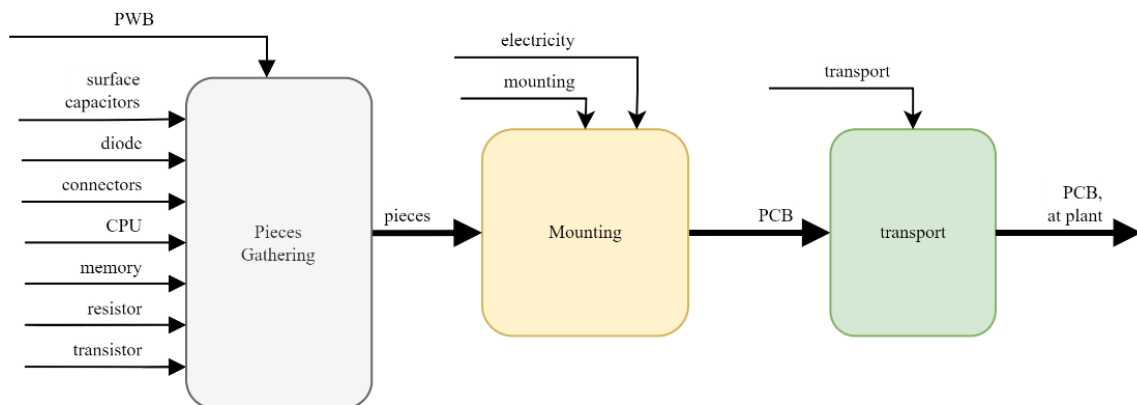 PWB
surface
capacitors
diode
connectors
CPU
memory
resistor
transistor
Pieces
Gathering
pieces
electricity
mounting
Mounting
PCB
transport
transport
PCB,
at plant